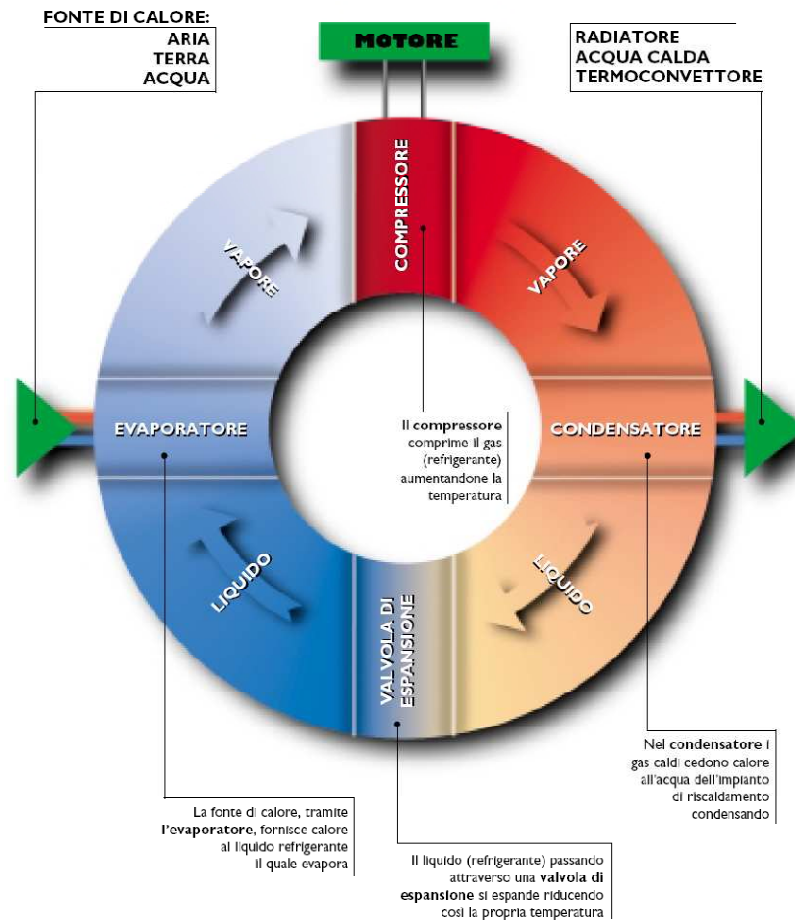 FONTE DI CALORE:
ARIA
TERRA
ACQUA
MOTORE
RADIATORE
ACQUA CALDA
TERMOCONVETTORE
COMPRESSORE
VAPORE
VAPORE
EVAPORATORE
Il compressore
comprime il gas
(refrigerante)
aumentandone la
temperatura
CONDENSATORE
LIQUIDO
VALVOLA DI
ESPANSIONE
LIQUIDO
Nel condensatore i
gas caldi cedono calore
all'acqua dell'impianto
di riscaldamento
condensando
La fonte di calore, tramite
l'evaporatore, fornisce calore
al liquido refrigerante
il quale evapora
Il liquido (refrigerante) passando
attraverso una valvola di
espansione si espande riducendo
così la propria temperatura